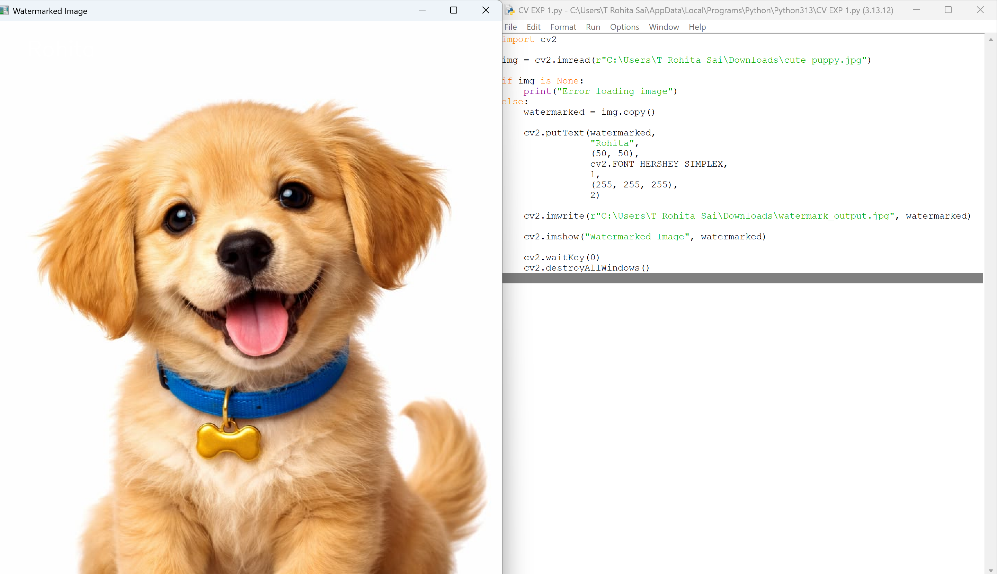 Watermarked Image
CV EXP 1.py - C:\Users\T Rohita Sai\AppData\Local\Programs\Python\Python313\CV EXP 1.py (3.13.12)
File Edit Format Run Options Window Help
import cv2
img = cv2.imread(r"C:\Users\T Rohita Sai\Downloads\cute puppy.jpg")
if img is None:
print("Error loading image")
else:
watermarked = img.copy()
cv2.putText(watermarked,
"Rohita",
(50, 50),
cv2.FONT_HERSHEY_SIMPLEX,
1,
(255, 255, 255),
2)
cv2.imwrite(r"C:\Users\T Rohita Sai\Downloads\watermark_output.jpg", watermarked)
cv2.imshow("Watermarked Image", watermarked)
cv2.waitKey(0)
cv2.destroyAllWindows()